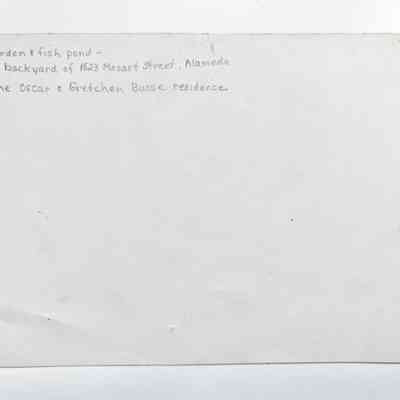 rden & fish pond -
backyard of 1623 Mozart Street, Alameda
he Oscar & Gretchen Busse residence.